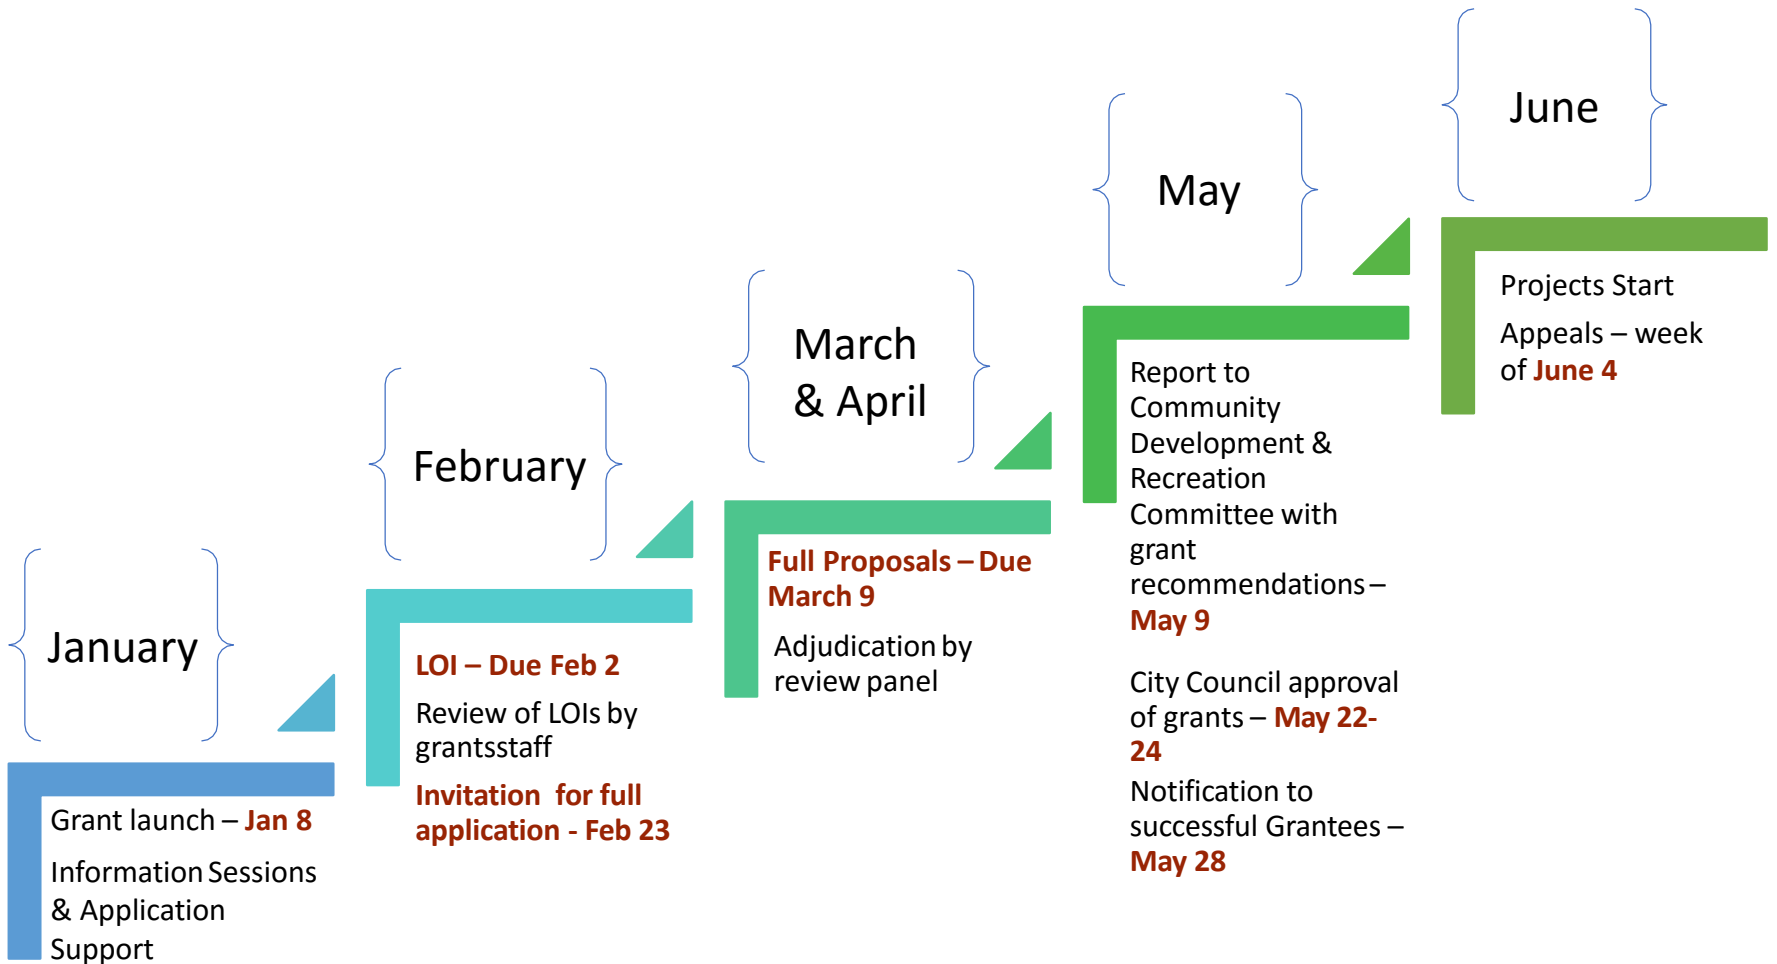 January
Grant launch – Jan 8
Information Sessions
& Application
Support
February
LOI – Due Feb 2
Review of LOIs by
grantsstaff
Invitation for full
application - Feb 23
March
& April
Full Proposals – Due
March 9
Adjudication by
review panel
May
Report to
Community
Development &
Recreation
Committee with
grant
recommendations –
May 9
City Council approval
of grants – May 22-
24
Notification to
successful Grantees –
May 28
June
Projects Start
Appeals – week
of June 4